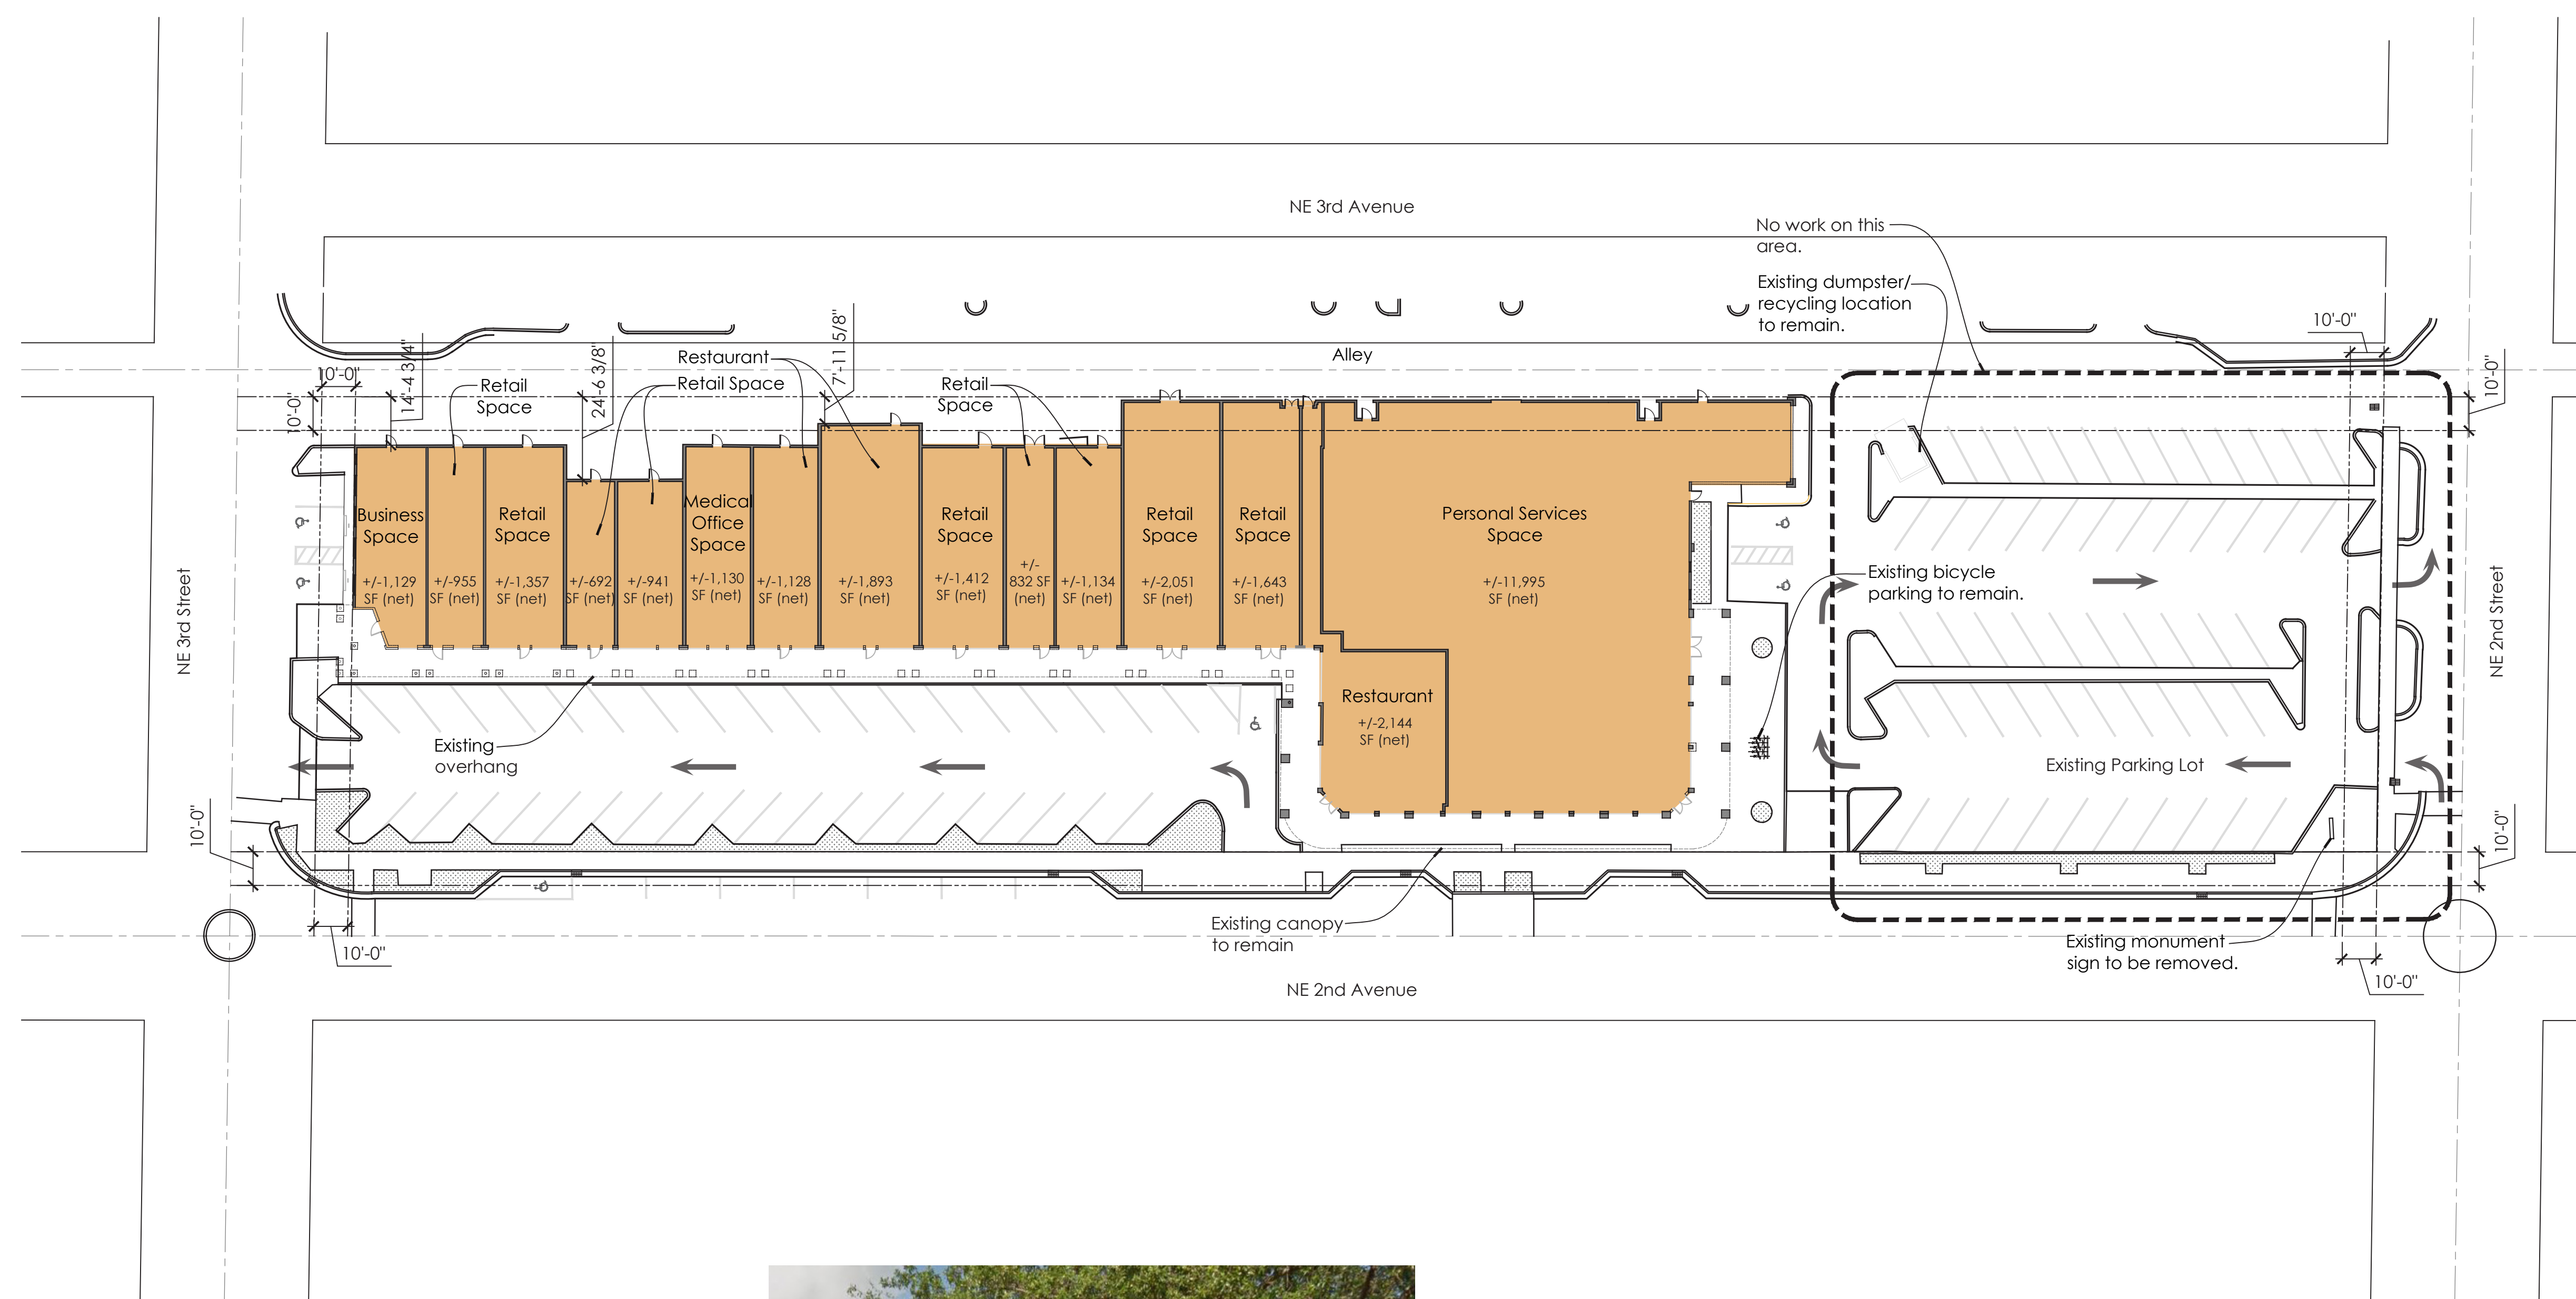 NE 3rd Avenue
No work on this
area.
Existing dumpster/
recycling location
to remain.
10'-0"
10'-0"
Alley
10'-0"
10'-0"
14'-4 3/4"
24'-6 3/8"
7'-11 5/8"
Retail
Space
Restaurant
Retail Space
Retail
Space
Business
Space
+/-1,129
SF (net)
+/-955
SF (net)
Retail
Space
+/-1,357
SF (net)
+/-692
SF (net)
+/-941
SF (net)
Medical
Office
Space
+/-1,130
SF (net)
+/-1,128
SF (net)
+/-1,893
SF (net)
Retail
Space
+/-1,412
SF (net)
+/-
832 SF
(net)
+/-1,134
SF (net)
Retail
Space
+/-2,051
SF (net)
Retail
Space
+/-1,643
SF (net)
Personal Services
Space
+/-11,995
SF (net)
Restaurant
+/-2,144
SF (net)
Existing bicycle
parking to remain.
NE 3rd Street
NE 2nd Street
Existing
overhang
Existing Parking Lot
10'-0"
10'-0"
Existing canopy
to remain
Existing monument
sign to be removed.
10'-0"
10'-0"
NE 2nd Avenue